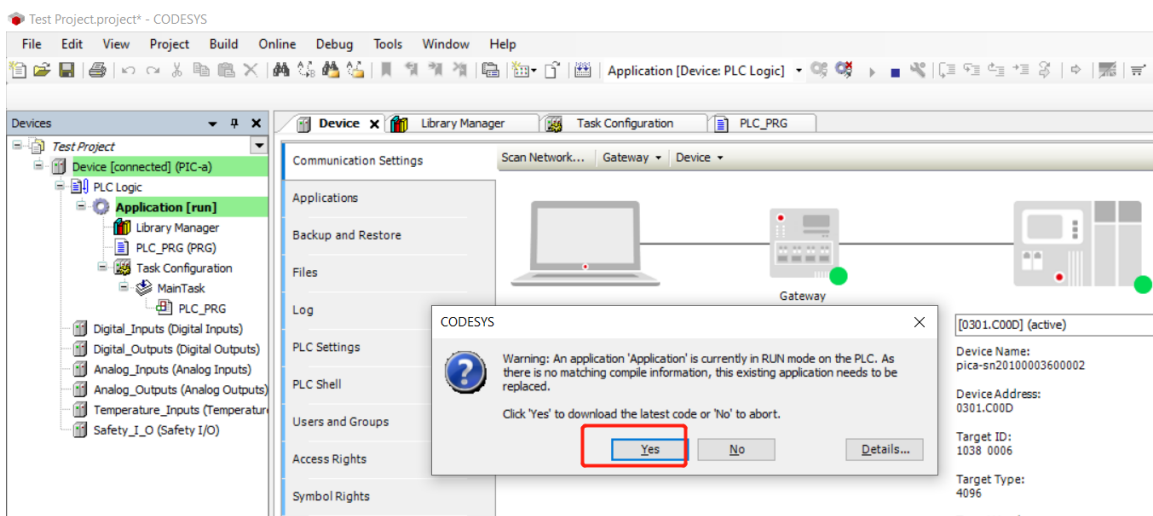 Test Project.project* - CODESYS
File Edit View Project Build Online Debug Tools Window Help
Application [Device: PLC Logic]
Devices
Test Project
Device [connected] (PIC-a)
PLC Logic
Application [run]
Library Manager
PLC_PRG (PRG)
Task Configuration
MainTask
PLC_PRG
Digital_Inputs (Digital Inputs)
Digital_Outputs (Digital Outputs)
Analog_Inputs (Analog Inputs)
Analog_Outputs (Analog Outputs)
Temperature_Inputs (Temperatur
Safety_I_O (Safety I/O)
Device Library Manager Task Configuration PLC_PRG
Communication Settings
Applications
Backup and Restore
Files
Log
PLC Settings
PLC Shell
Users and Groups
Access Rights
Symbol Rights
Scan Network... Gateway Device
Gateway
[0301.C00D] (active)
Device Name:
pica-sn20100003600002
Device Address:
0301.C00D
Target ID:
1038 0006
Target Type:
4096
CODESYS
Warning: An application 'Application' is currently in RUN mode on the PLC. As
there is no matching compile information, this existing application needs to be
replaced.
Click 'Yes' to download the latest code or 'No' to abort.
Yes No Details...